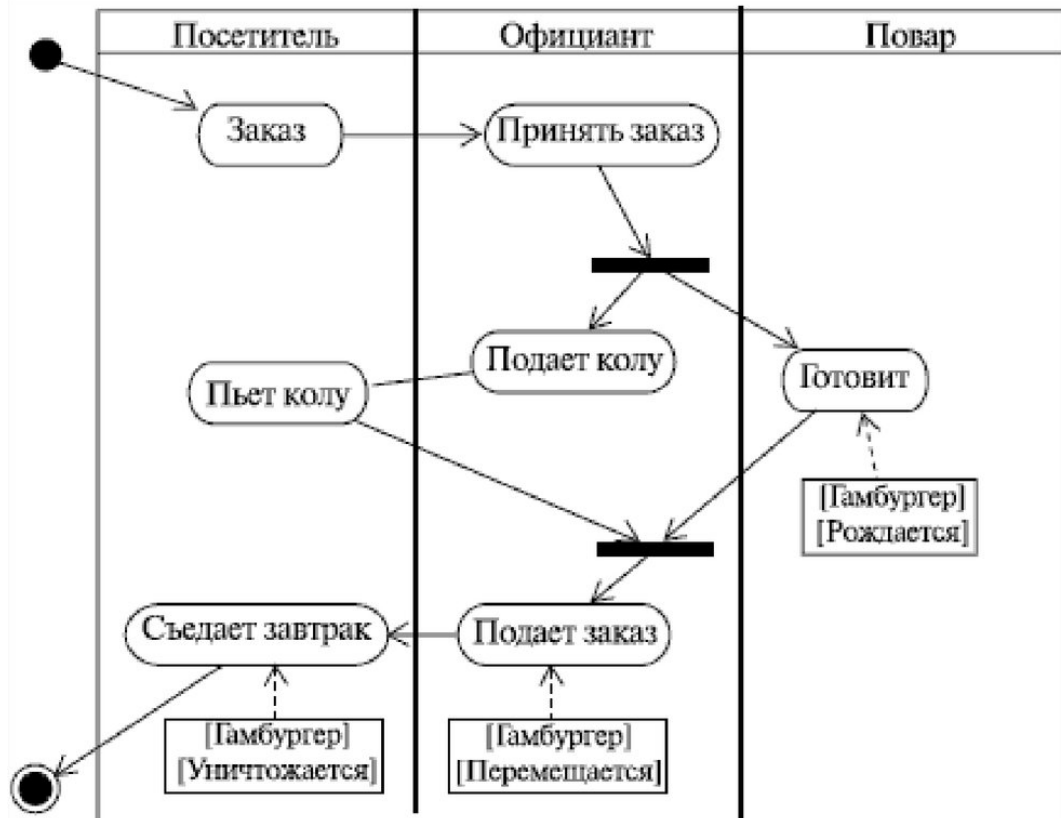 Посетитель
Официант
Повар
Заказ
Принять заказ
Подает колу
Пьет колу
Готовит
[Гамбургер]
[Рождается]
Съедает завтрак
Подает заказ
[Гамбургер]
[Уничтожается]
[Гамбургер]
[Перемещается]